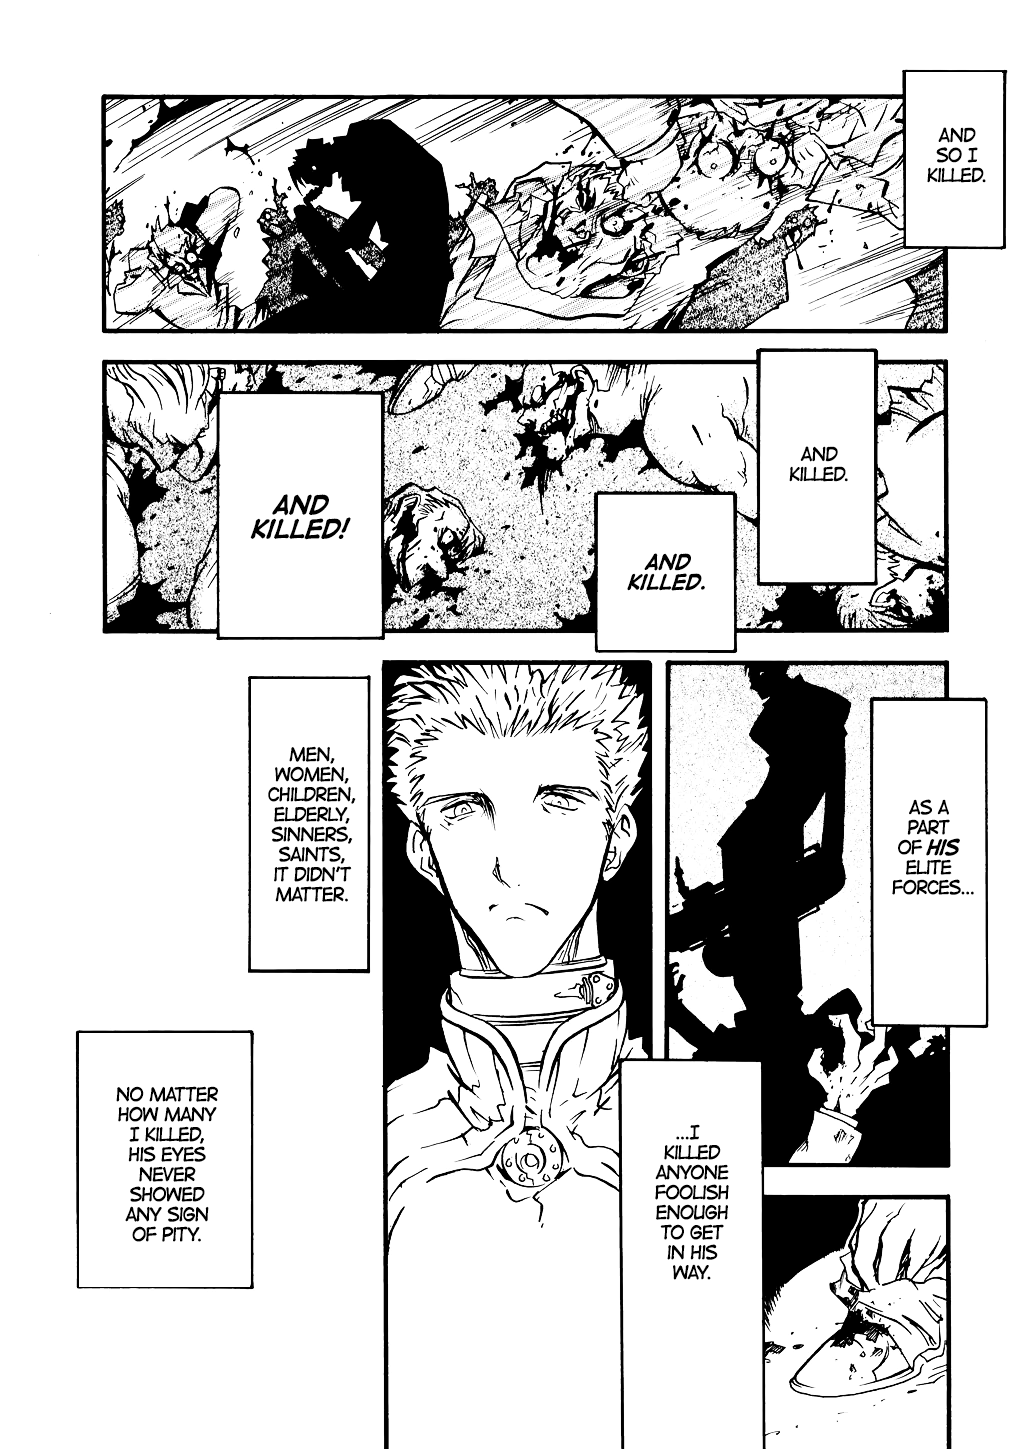 AND
SO I
KILLED.
AND
KILLED.
AND
KILLED.
AND
KILLED!
AS A
PART
OF HIS
ELITE
FORCES...
...I
KILLED
ANYONE
FOOLISH
ENOUGH
TO GET
IN HIS
WAY.
MEN,
WOMEN,
CHILDREN,
ELDERLY,
SINNERS,
SAINTS,
IT DIDN'T
MATTER.
NO MATTER
HOW MANY
I KILLED,
HIS EYES
NEVER
SHOWED
ANY SIGN
OF PITY.